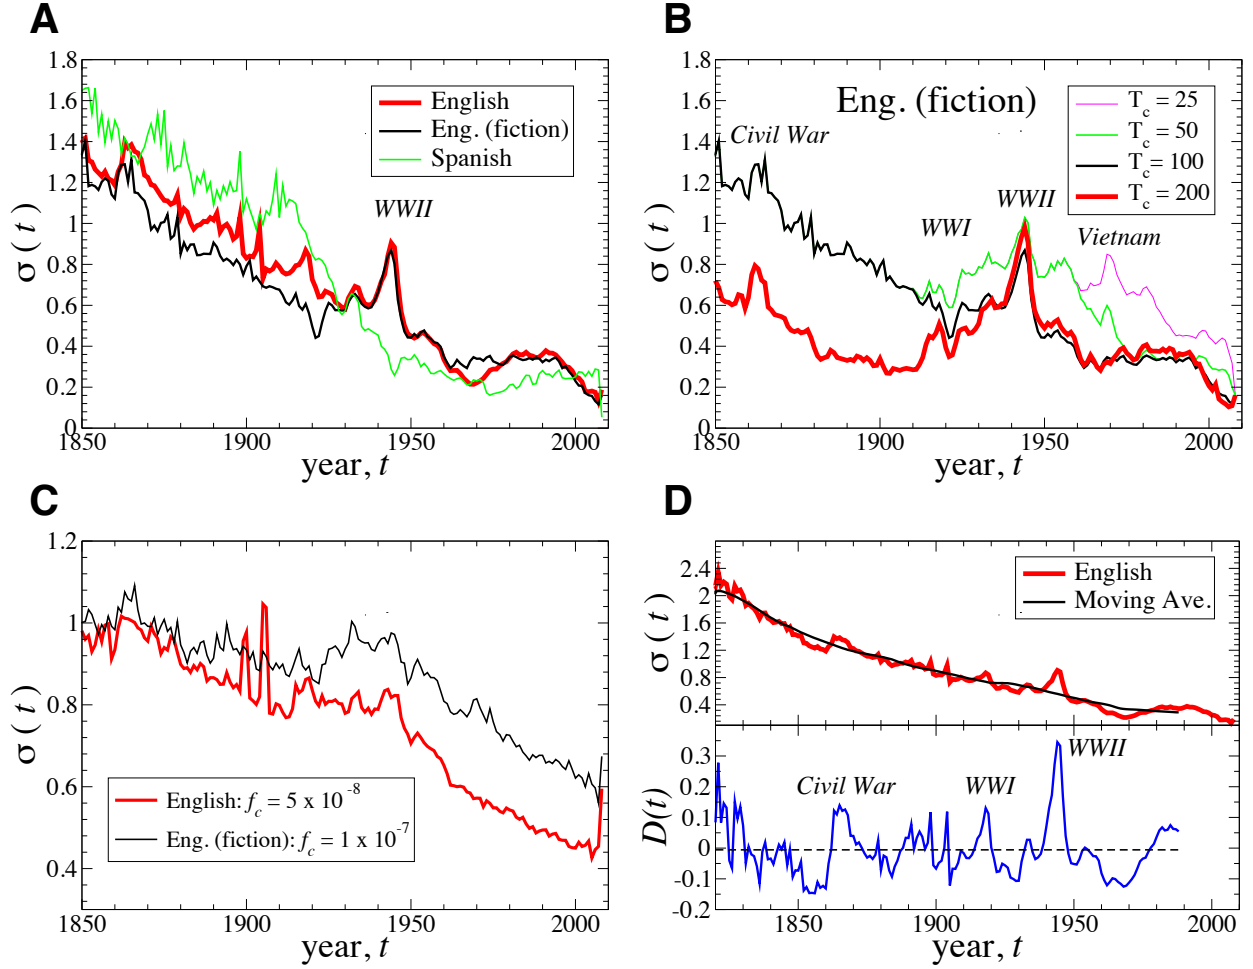 A
1.8
1.6
1.4
1.2
1
0.8
0.6
0.4
0.2
0
σ ( t )
English
Eng. (fiction)
Spanish
WWII
1850 1900 1950 2000
year, t
B
1.8
1.6
1.4
1.2
1
0.8
0.6
0.4
0.2
0
σ ( t )
Eng. (fiction)
T_c = 25
T_c = 50
T_c = 100
T_c = 200
Civil War
WWI
WWII
Vietnam
1850 1900 1950 2000
year, t
C
1.2
1
0.8
0.6
0.4
σ ( t )
English: f_c = 5 x 10^-8
Eng. (fiction): f_c = 1 x 10^-7
1850 1900 1950 2000
year, t
D
2.4
2
1.6
1.2
0.8
0.4
σ ( t )
English
Moving Ave.
0.3
0.2
0.1
0
-0.1
-0.2
D(t)
Civil War
WWI
WWII
1850 1900 1950 2000
year, t